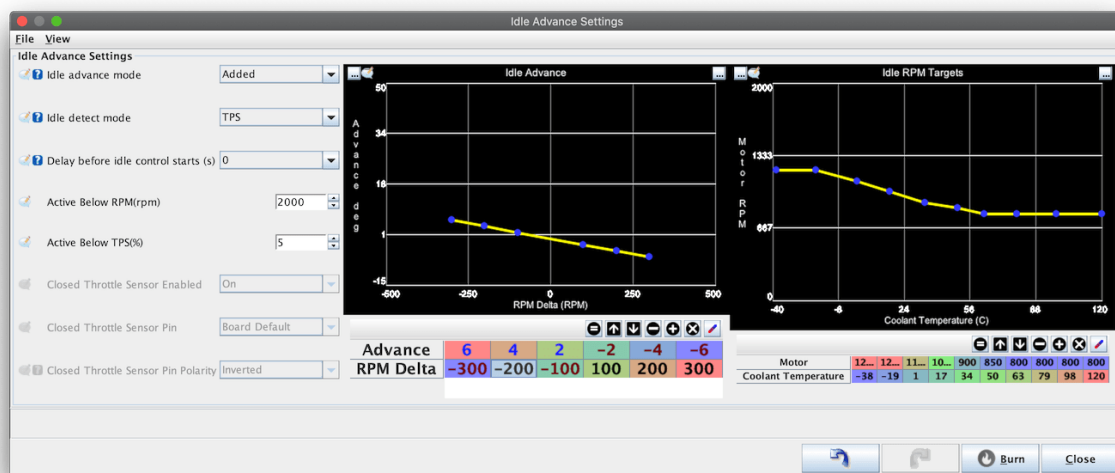 Idle Advance Settings
File View
Idle Advance Settings
Idle advance mode Added
Idle detect mode TPS
Delay before idle control starts (s) 0
Active Below RPM(rpm) 2000
Active Below TPS(%) 5
Closed Throttle Sensor Enabled On
Closed Throttle Sensor Pin Board Default
Closed Throttle Sensor Pin Polarity Inverted
Idle Advance
Advance deg
50
34
18
1
-15
-600 -250 0 250 500
RPM Delta (RPM)
Advance 6 4 2 -2 -4 -6
RPM Delta -300 -200 -100 100 200 300
Idle RPM Targets
Motor RPM
2000
1333
667
0
-40 -8 24 56 88 120
Coolant Temperature (C)
Motor 12... 12... 11... 10... 900 850 800 800 800 800
Coolant Temperature -38 -19 1 17 34 50 63 79 98 120
Burn Close